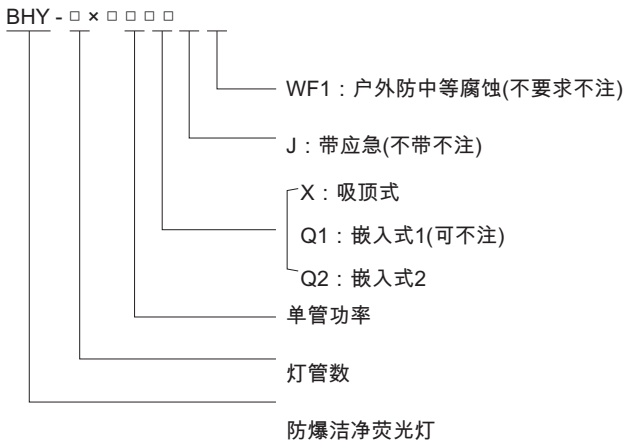 BHY - □ × □ □ □ □
WF1：户外防中等腐蚀(不要求不注)
J：带应急(不带不注)
X：吸顶式
Q1：嵌入式1(可不注)
Q2：嵌入式2
单管功率
灯管数
防爆洁净荧光灯